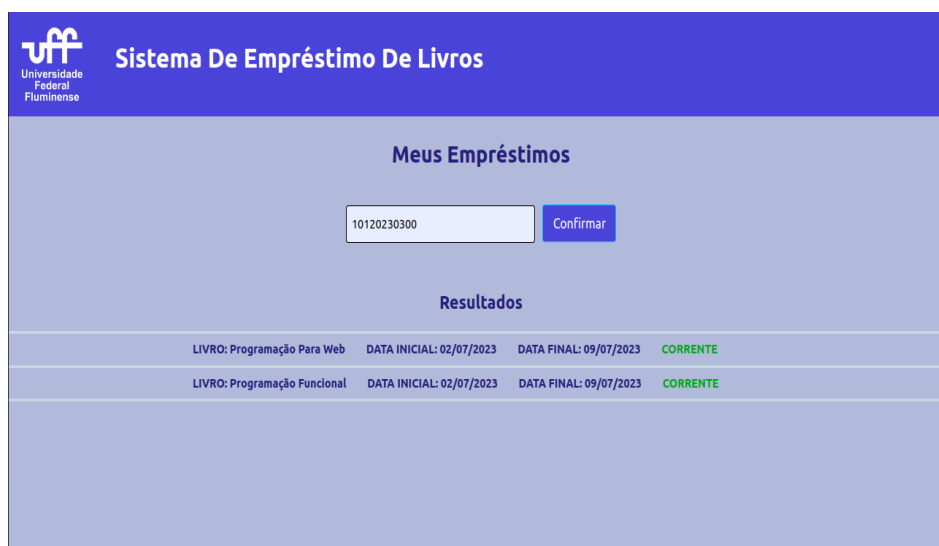 uff
Universidade
Federal
Fluminense
Sistema De Empréstimo De Livros
Meus Empréstimos
10120230300 Confirmar
Resultados
LIVRO: Programação Para Web DATA INICIAL: 02/07/2023 DATA FINAL: 09/07/2023 CORRENTE
LIVRO: Programação Funcional DATA INICIAL: 02/07/2023 DATA FINAL: 09/07/2023 CORRENTE